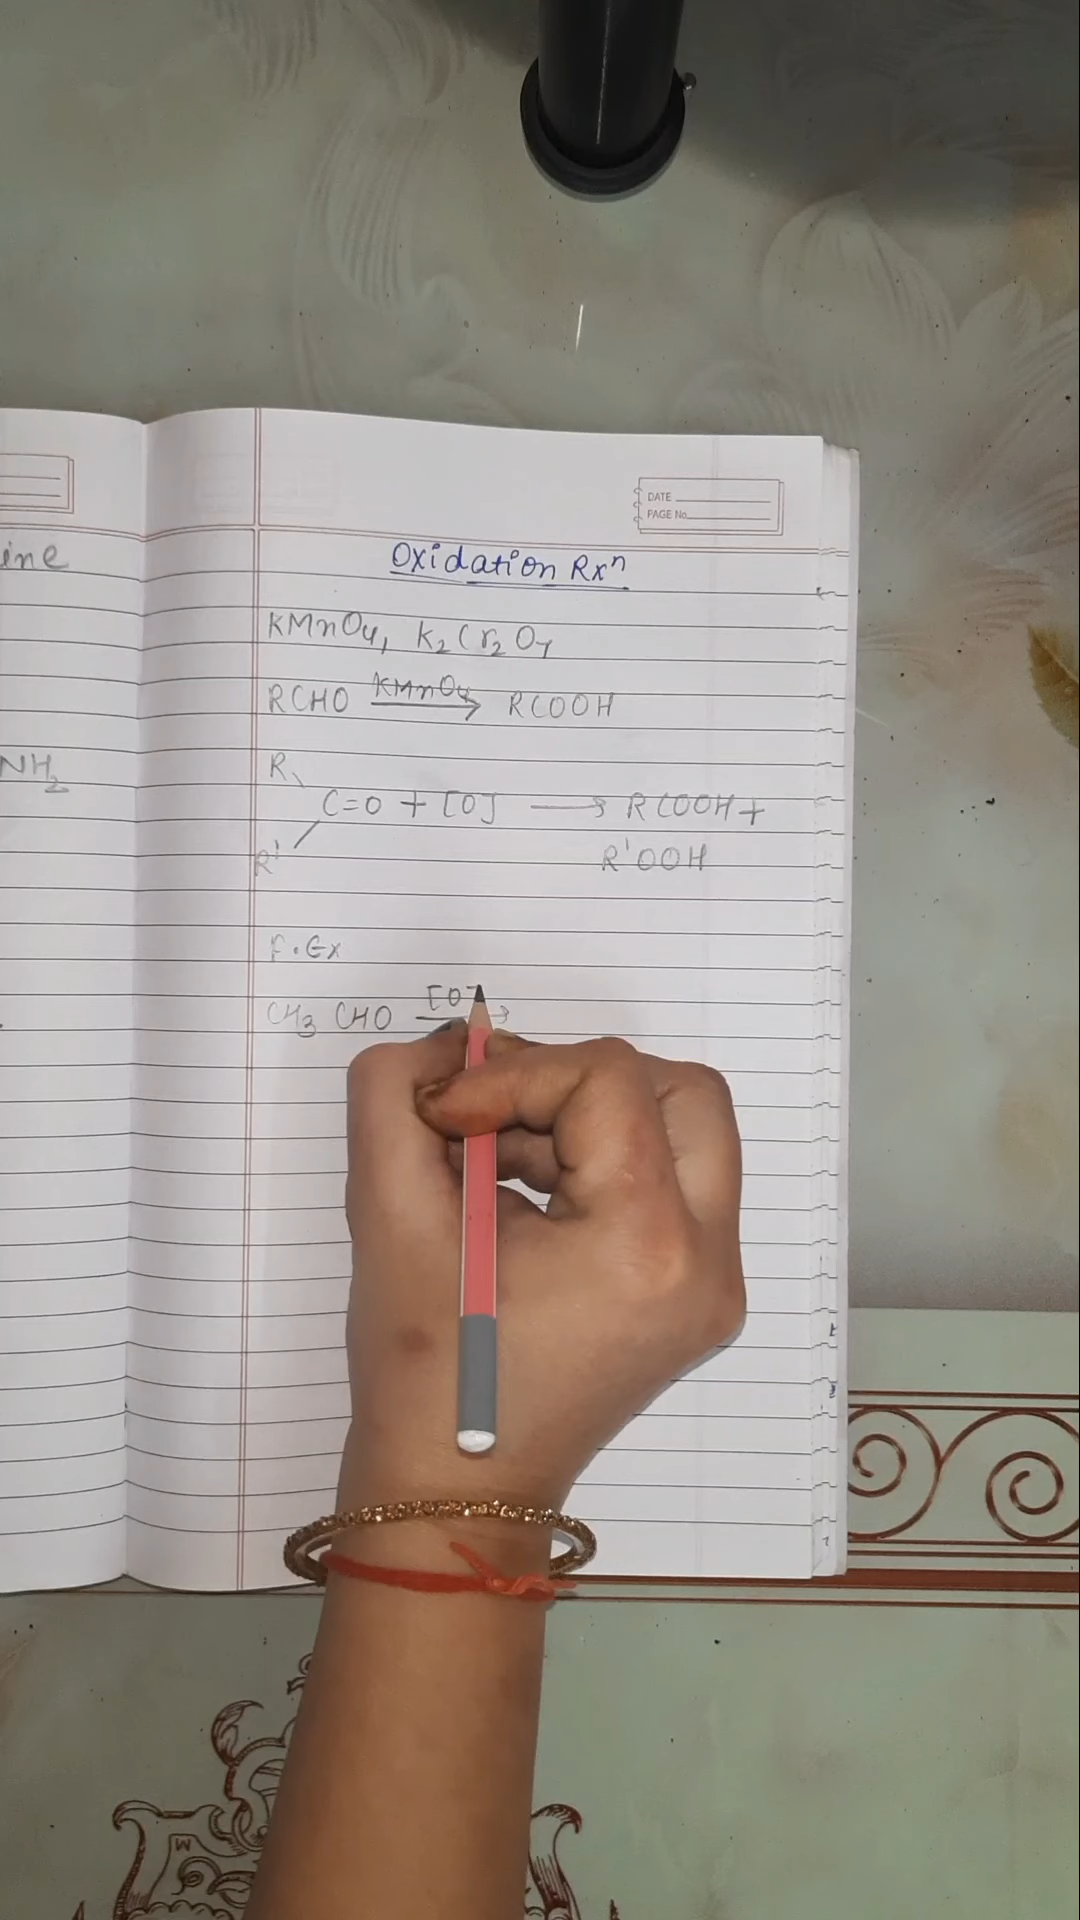 DATE
PAGE No.
ine
Oxidation Rxⁿ
KMnO₄, K₂Cr₂O₇
RCHO KMnO₄→ RCOOH
NH₂
R
C=O + [O] → RCOOH +
R' R'OOH
F.Ex
CH₃ CHO [O]→